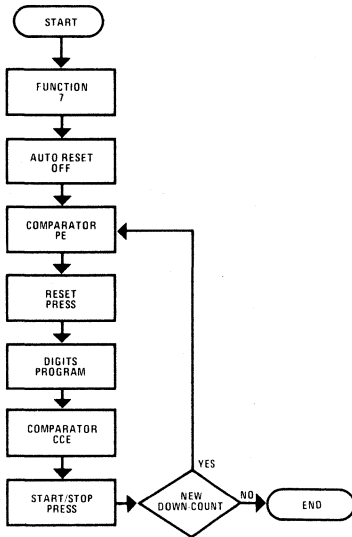 START
FUNCTION
7
AUTO RESET
OFF
COMPARATOR
PE
RESET
PRESS
DIGITS
PROGRAM
COMPARATOR
CCE
START/STOP
PRESS
YES
NEW
DOWN-COUNT
NO
END